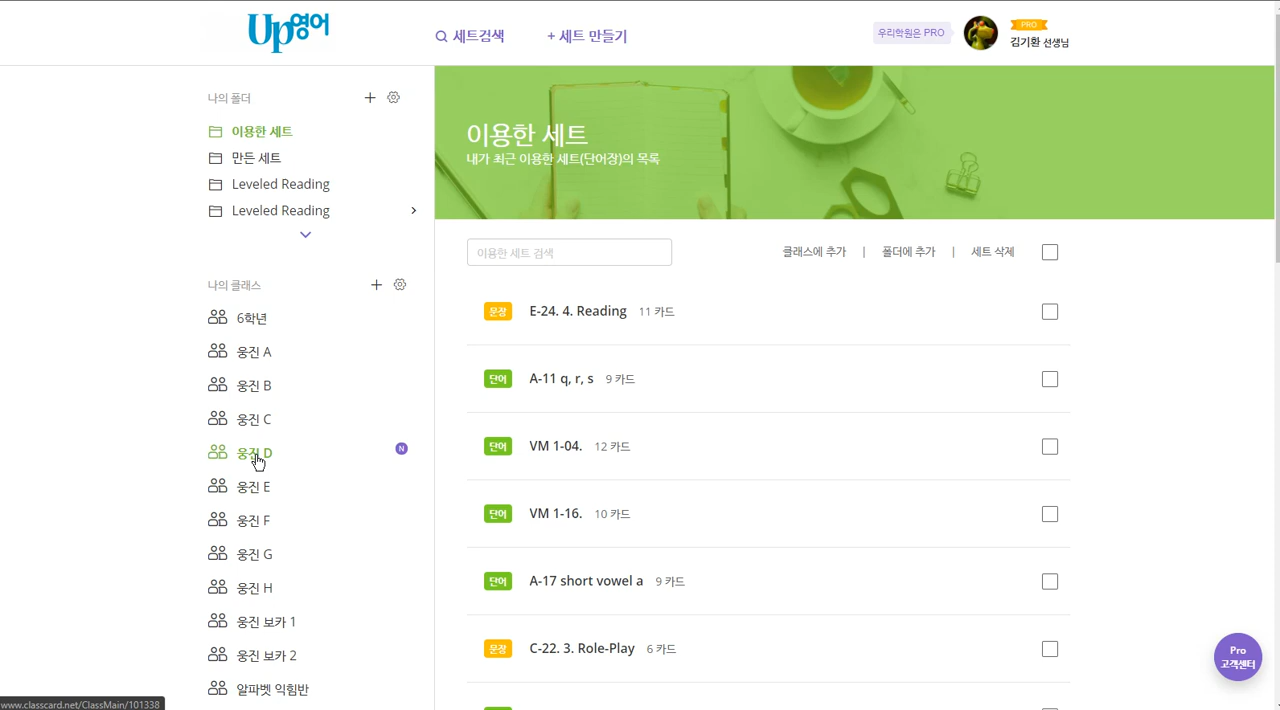 Up영어
세트검색
+ 세트 만들기
우리학원은 PRO
PRO
김기환 선생님
나의 폴더
이용한 세트
만든 세트
Leveled Reading
Leveled Reading
나의 클래스
6학년
웅진 A
웅진 B
웅진 C
웅진 D
N
웅진 E
웅진 F
웅진 G
웅진 H
웅진 보카 1
웅진 보카 2
알파벳 익힘반
이용한 세트
내가 최근 이용한 세트(단어장)의 목록
이용한 세트 검색
클래스에 추가 | 폴더에 추가 | 세트 삭제
문장 E-24. 4. Reading 11 카드
단어 A-11 q, r, s 9 카드
단어 VM 1-04. 12 카드
단어 VM 1-16. 10 카드
단어 A-17 short vowel a 9 카드
문장 C-22. 3. Role-Play 6 카드
Pro
고객센터
www.classcard.net/ClassMain/101338